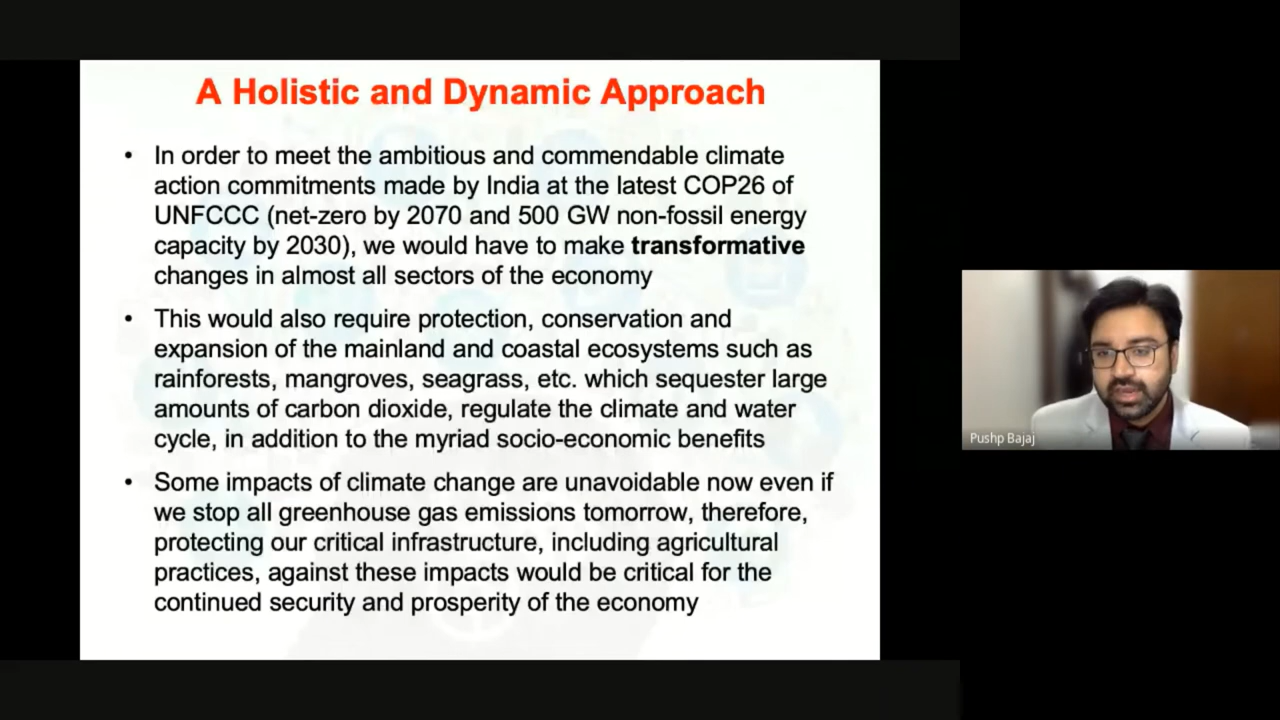 A Holistic and Dynamic Approach
• In order to meet the ambitious and commendable climate
action commitments made by India at the latest COP26 of
UNFCCC (net-zero by 2070 and 500 GW non-fossil energy
capacity by 2030), we would have to make transformative
changes in almost all sectors of the economy
• This would also require protection, conservation and
expansion of the mainland and coastal ecosystems such as
rainforests, mangroves, seagrass, etc. which sequester large
amounts of carbon dioxide, regulate the climate and water
cycle, in addition to the myriad socio-economic benefits
• Some impacts of climate change are unavoidable now even if
we stop all greenhouse gas emissions tomorrow, therefore,
protecting our critical infrastructure, including agricultural
practices, against these impacts would be critical for the
continued security and prosperity of the economy
Pushp Bajaj